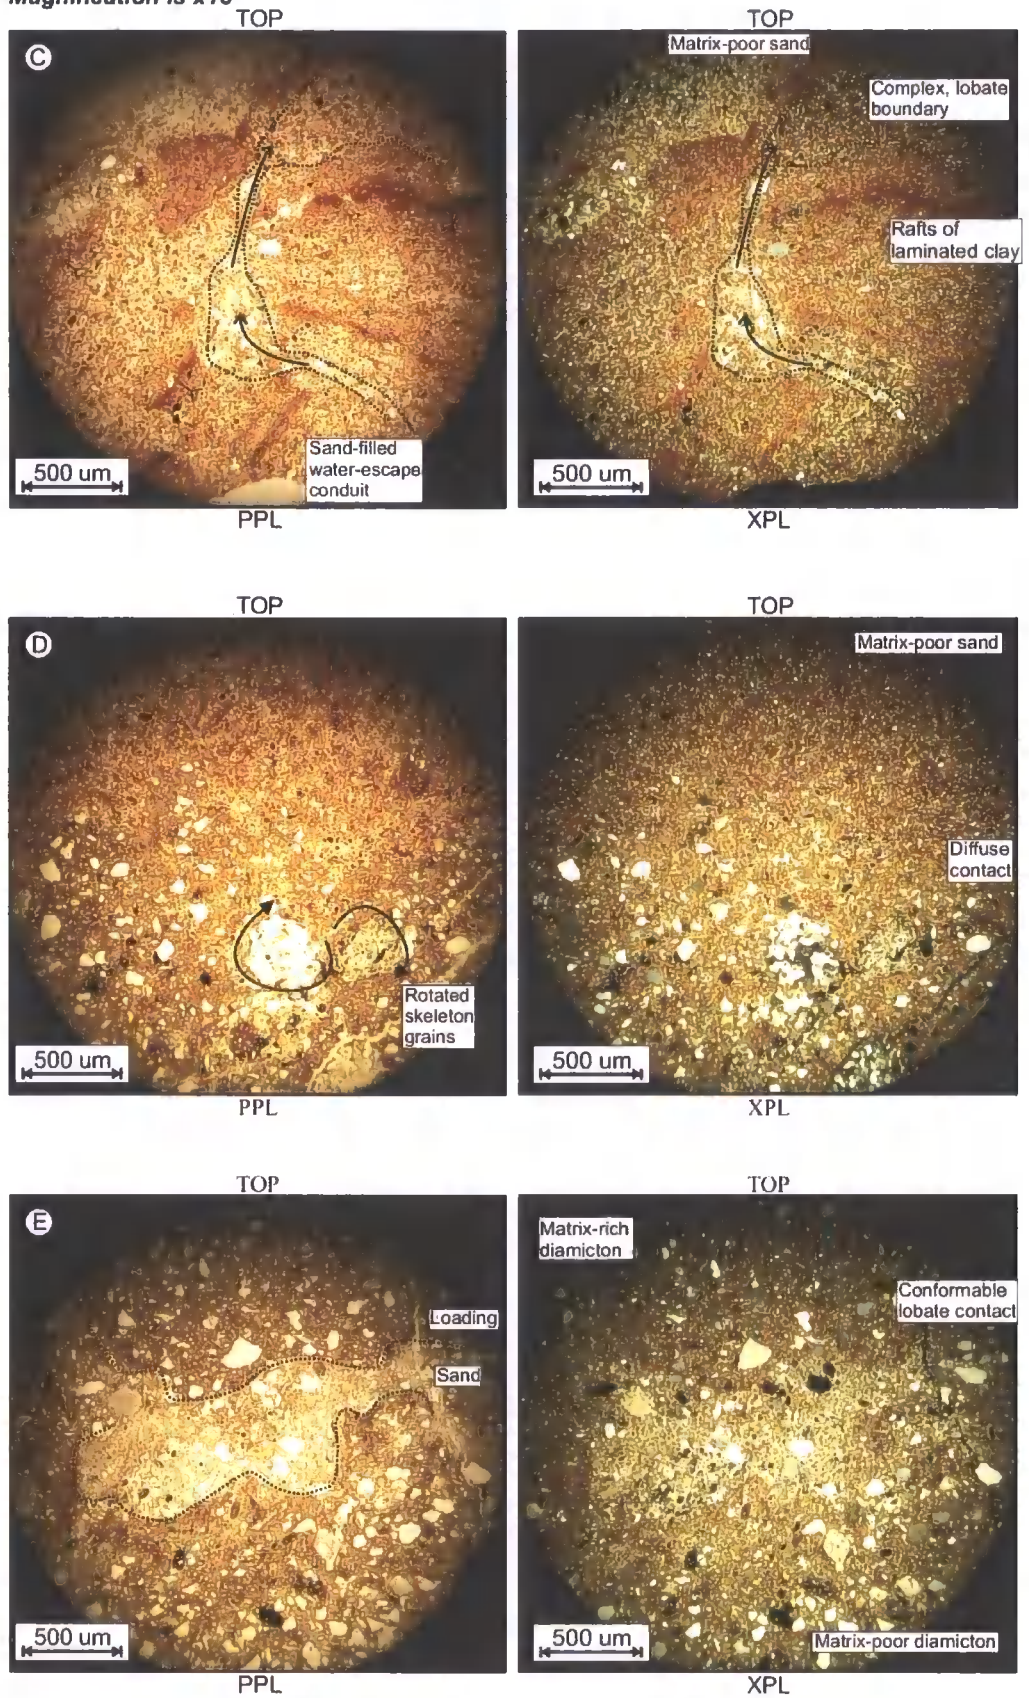 Magnification is x10
TOP
TOP
C
Matrix-poor sand
Complex, lobate
boundary
Rafts of
laminated clay
Sand-filled
water-escape
conduit
500 um
500 um
PPL
XPL
TOP
TOP
D
Matrix-poor sand
Diffuse
contact
Rotated
skeleton
grains
500 um
500 um
PPL
XPL
TOP
TOP
E
Matrix-rich
diamicton
Conformable
lobate contact
Loading
Sand
500 um
500 um
Matrix-poor diamicton
PPL
XPL